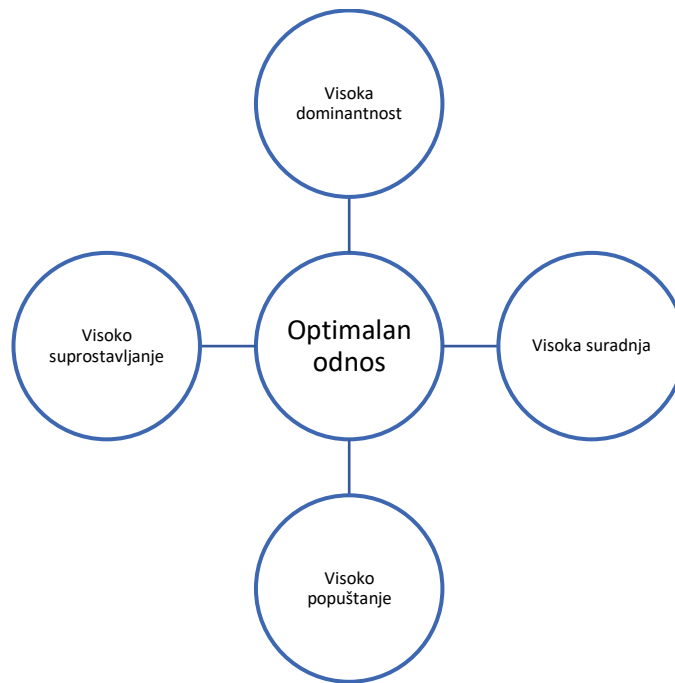 Visoka
dominantnost
Visoko
suprostavljanje
Optimalan
odnos
Visoka suradnja
Visoko
popuštanje